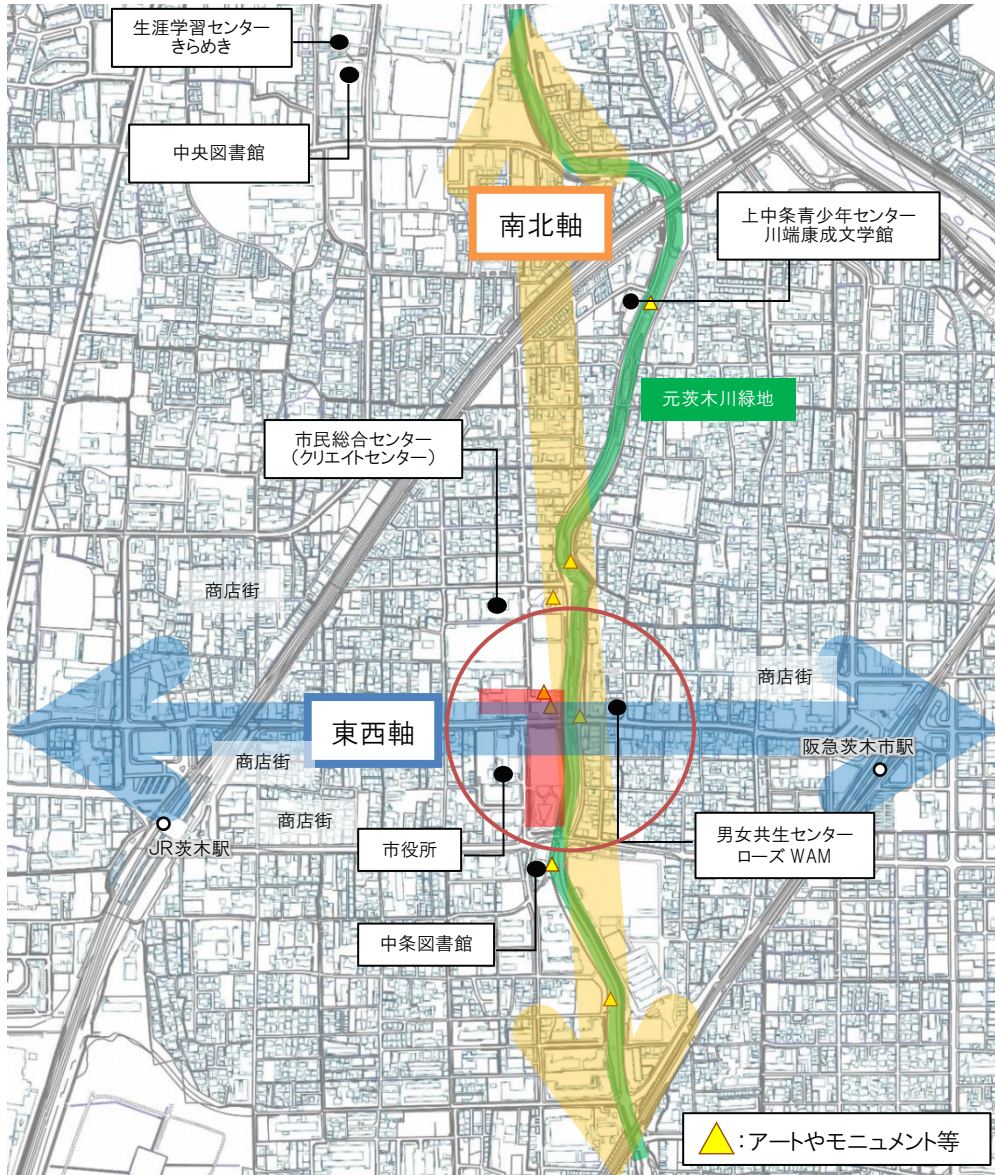 生涯学習センター
きらめき
中央図書館
南北軸
上中条青少年センター
川端康成文学館
元茨木川緑地
市民総合センター
(クリエイトセンター)
商店街
商店街
東西軸
阪急茨木市駅
商店街
商店街
JR茨木駅
市役所
男女共生センター
ローズ WAM
中条図書館
:アートやモニュメント等